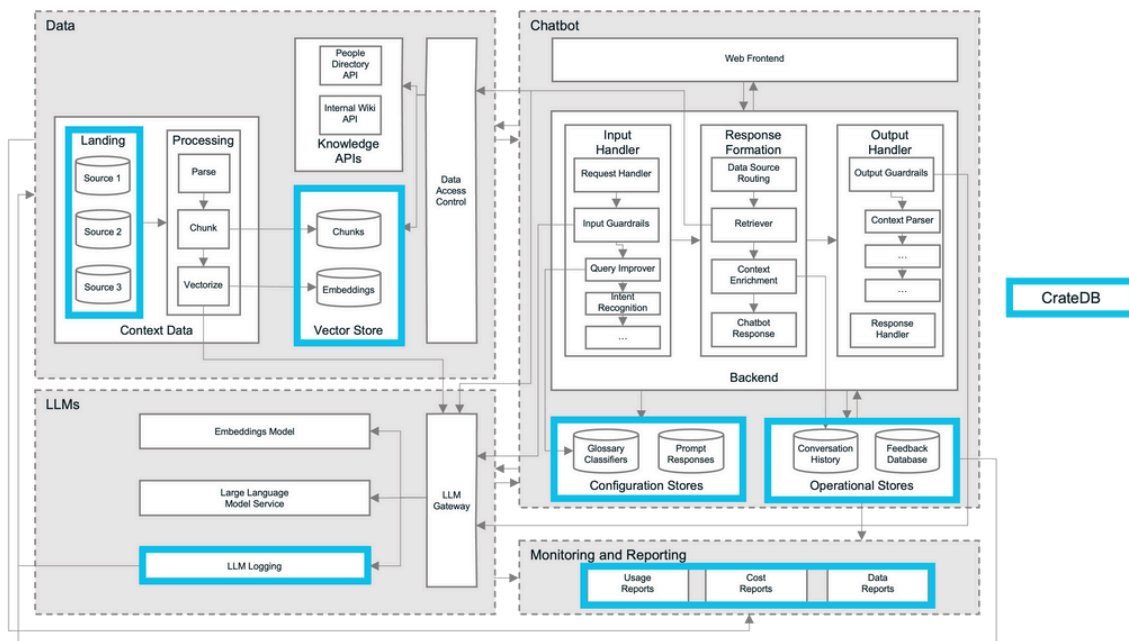 Data
People
Directory
API
Internal Wiki
API
Knowledge
APIs
Data
Access
Control
Landing
Source 1
Source 2
Source 3
Processing
Parse
Chunk
Vectorize
Context Data
Chunks
Embeddings
Vector Store
Chatbot
Web Frontend
Input
Handler
Request Handler
Input Guardrails
Query Improver
Intent
Recognition
...
Response
Formation
Data Source
Routing
Retriever
Context
Enrichment
Chatbot
Response
Output
Handler
Output Guardrails
Context Parser
...
...
Response
Handler
Backend
Glossary
Classifiers
Prompt
Responses
Configuration Stores
Conversation
History
Feedback
Database
Operational Stores
CrateDB
LLMs
Embeddings Model
Large Language
Model Service
LLM Logging
LLM
Gateway
Monitoring and Reporting
Usage
Reports
Cost
Reports
Data
Reports